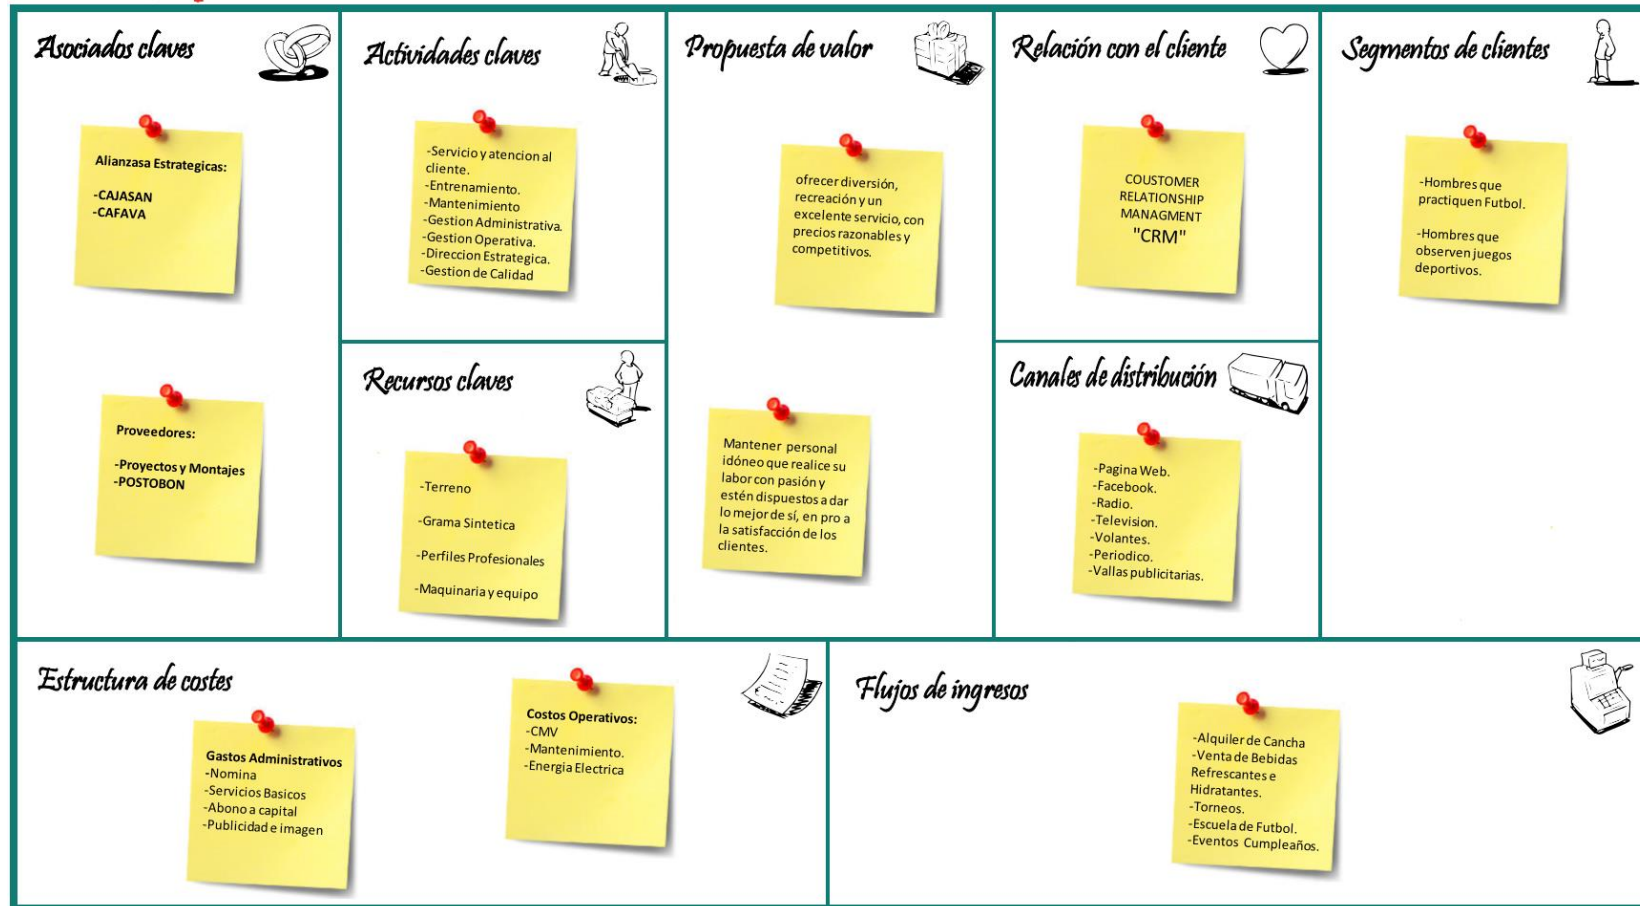 Asociados claves
Alianzasa Estrategicas:
-CAJASAN
-CAFAVA
Proveedores:
-Proyectos y Montajes
-POSTOBON
Actividades claves
-Servicio y atencion al
cliente.
-Entrenamiento.
-Mantenimiento
-Gestion Administrativa.
-Gestion Operativa.
-Direccion Estrategica.
-Gestion de Calidad
Recursos claves
-Terreno
-Grama Sintetica
-Perfiles Profesionales
-Maquinaria y equipo
Propuesta de valor
ofrecer diversión,
recreación y un
excelente servicio, con
precios razonables y
competitivos.
Mantener personal
idóneo que realice su
labor con pasión y
estén dispuestos a dar
lo mejor de sí, en pro a
la satisfacción de los
clientes.
Relación con el cliente
COUSTOMER
RELATIONSHIP
MANAGMENT
"CRM"
Canales de distribución
-Pagina Web.
-Facebook.
-Radio.
-Television.
-Volantes.
-Periodico.
-Vallas publicitarias.
Segmentos de clientes
-Hombres que
practiquen Futbol.
-Hombres que
observen juegos
deportivos.
Estructura de costes
Gastos Administrativos
-Nomina
-Servicios Basicos
-Abono a capital
-Publicidad e imagen
Costos Operativos:
-CMV
-Mantenimiento.
-Energia Electrica
Flujos de ingresos
-Alquiler de Cancha
-Venta de Bebidas
Refrescantes e
Hidratantes.
-Torneos.
-Escuela de Futbol.
-Eventos Cumpleaños.